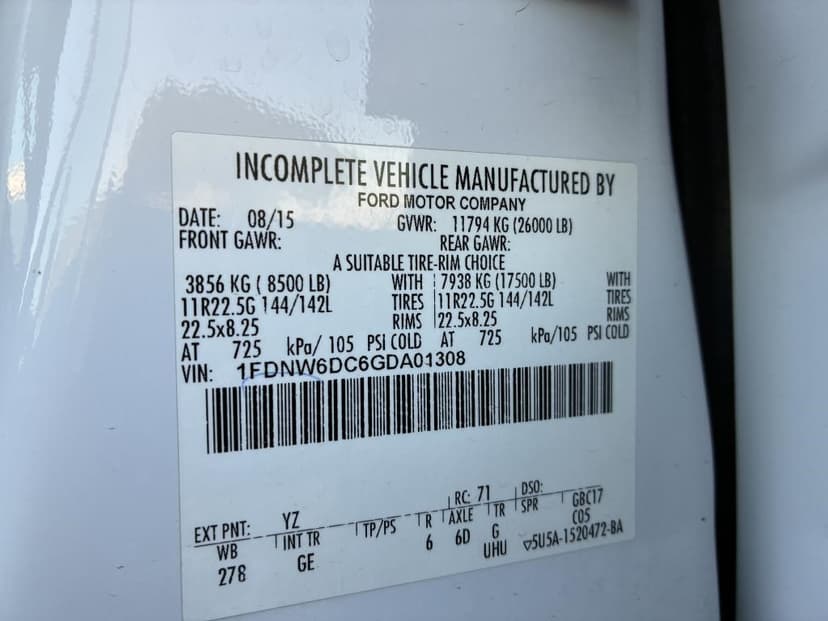 INCOMPLETE VEHICLE MANUFACTURED BY
FORD MOTOR COMPANY
DATE: 08/15 GVWR: 11794 KG (26000 LB)
FRONT GAWR: REAR GAWR:
A SUITABLE TIRE-RIM CHOICE
3856 KG ( 8500 LB) WITH 7938 KG (17500 LB) WITH
11R22.5G 144/142L TIRES 11R22.5G 144/142L TIRES
22.5x8.25 RIMS 22.5x8.25 RIMS
AT 725 kPa/ 105 PSI COLD AT 725 kPa/105 PSI COLD
VIN: 1FDNW6DC6GDA01308
RC: 71 DSO:
EXT PNT: YZ SPR GBC17
WB INT TR TP/PS R AXLE TR C05
278 GE 6 6D G
UHU ▽5U5A-1520472-BA